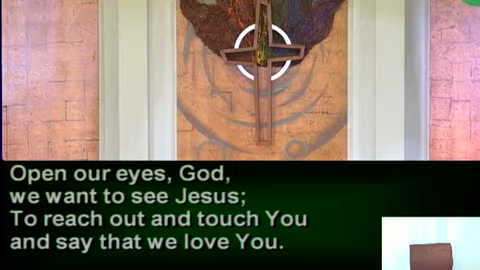 Open our eyes, God,
we want to see Jesus;
To reach out and touch You
and say that we love You.